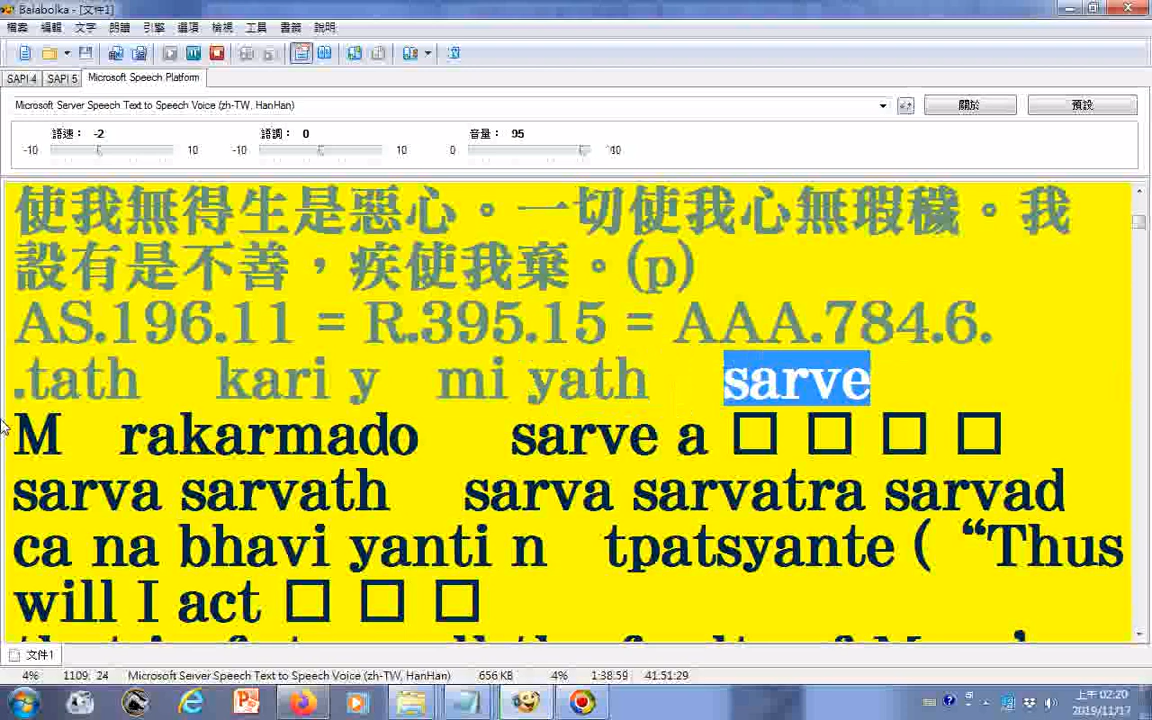 Balabolka - [文件1]
檔案 編輯 文字 朗讀 引擎 選項 檢視 工具 書籤 說明
SAPI 4 SAPI 5 Microsoft Speech Platform
Microsoft Server Speech Text to Speech Voice (zh-TW, HanHan) 關於 預設
語速： -2 語調： 0 音量： 95
-10 10 -10 10 0 100
使我無得生是惡心。一切使我心無瑕穢。我
設有是不善，疾使我棄。(p)
AS.196.11 = R.395.15 = AAA.784.6.
.tath kari y mi yath sarve
M rakarmado sarve a □ □ □ □
sarva sarvath sarva sarvatra sarvad
ca na bhavi yanti n tpatsyante ( “Thus
will I act □ □ □
文件1
4% 1109, 24 Microsoft Server Speech Text to Speech Voice (zh-TW, HanHan) 656 KB 4% 1:38:59 41:51:29
上午 02:20
2019/11/17